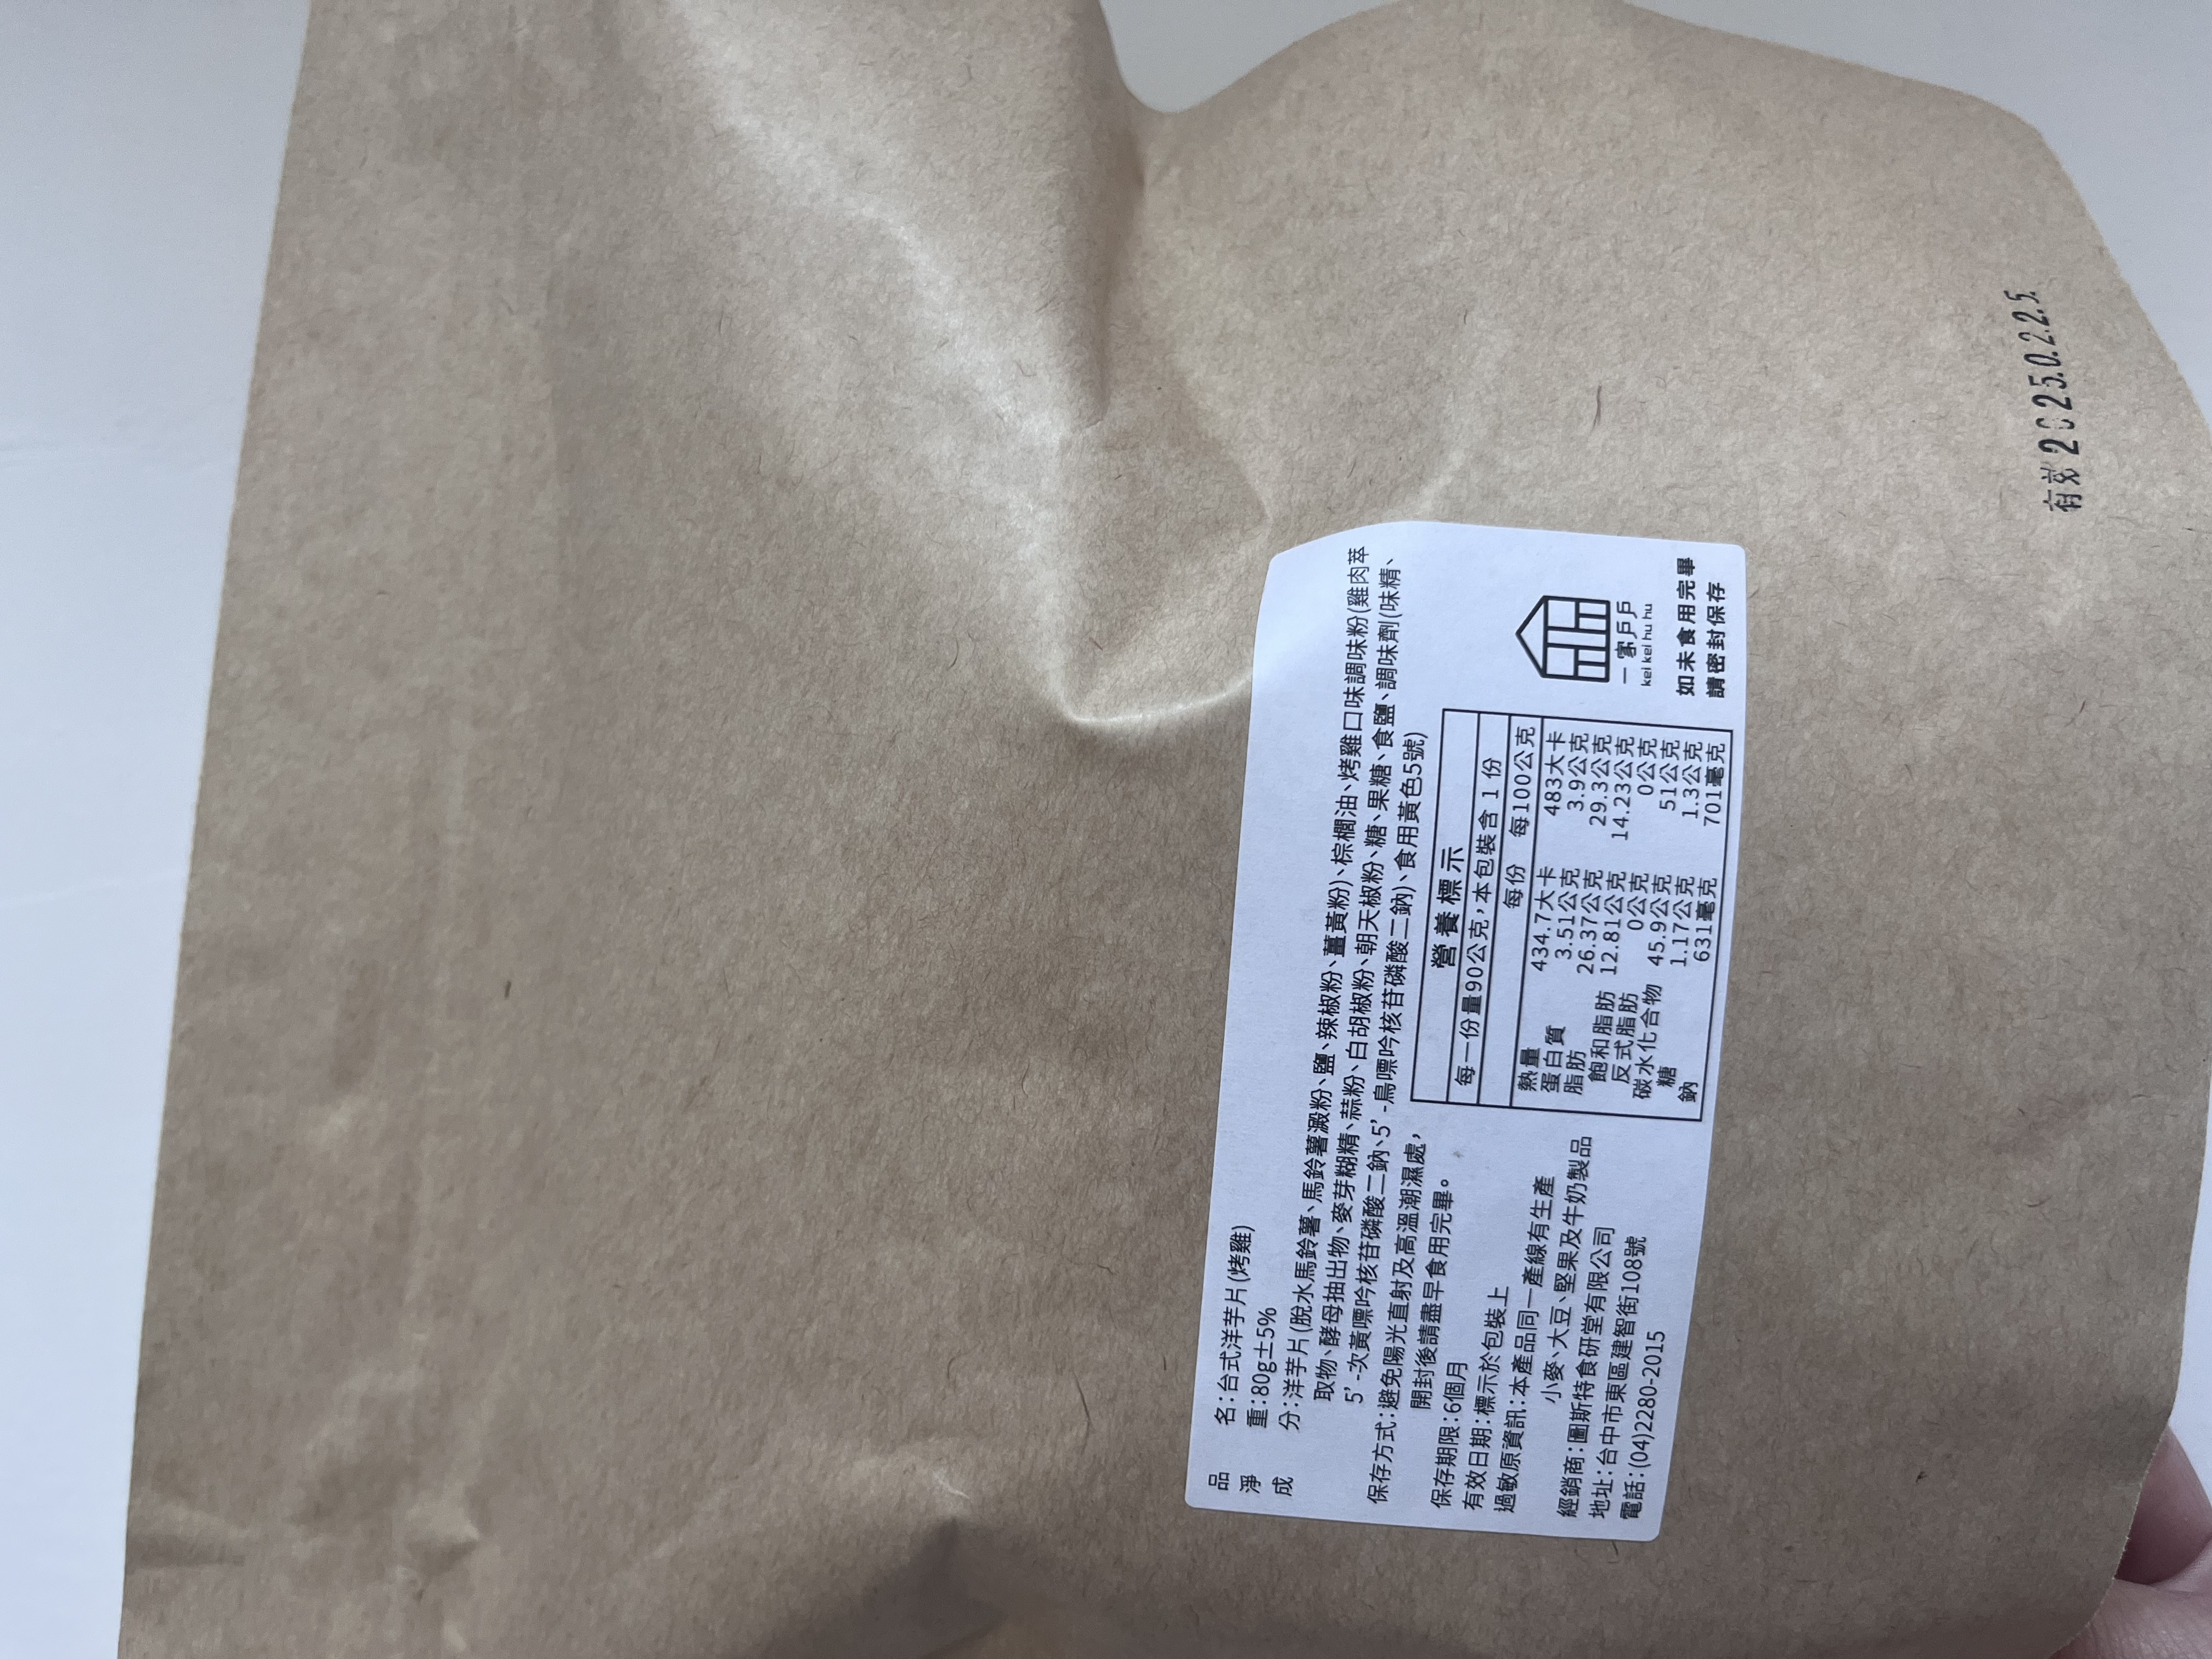 品名:台式洋芋片(烤雞)
淨重:80g±5%
成分:洋芋片(脫水馬鈴薯、馬鈴薯澱粉、鹽、辣椒粉、薑黃粉)、棕櫚油、烤雞口味調味粉(雞肉萃
取物、酵母抽出物、麥芽糊精、蒜粉、白胡椒粉、朝天椒粉、糖、果糖、食鹽、調味劑(味精、
5'-次黃嘌呤核苷磷酸二鈉、5'-鳥嘌呤核苷磷酸二鈉)、食用黃色5號)
保存方式:避免陽光直射及高溫潮濕處,
開封後請盡早食用完畢。
保存期限:6個月
有效日期:標示於包裝上
過敏原資訊:本產品同一產線有生產
小麥、大豆、堅果及牛奶製品
經銷商:圖斯特食研堂有限公司
地址:台中市東區建智街108號
電話:(04)2280-2015
營養標示
每一份量90公克,本包裝含1份
每份 每100公克
熱量 434.7大卡 483大卡
蛋白質 3.51公克 3.9公克
脂肪 26.37公克 29.3公克
飽和脂肪 12.81公克 14.23公克
反式脂肪 0公克 0公克
碳水化合物 45.9公克 51公克
糖 1.17公克 1.3公克
鈉 631毫克 701毫克
一客戶戶
kei kei hu hu
如未食用完畢
請密封保存
有效2025.02.25.